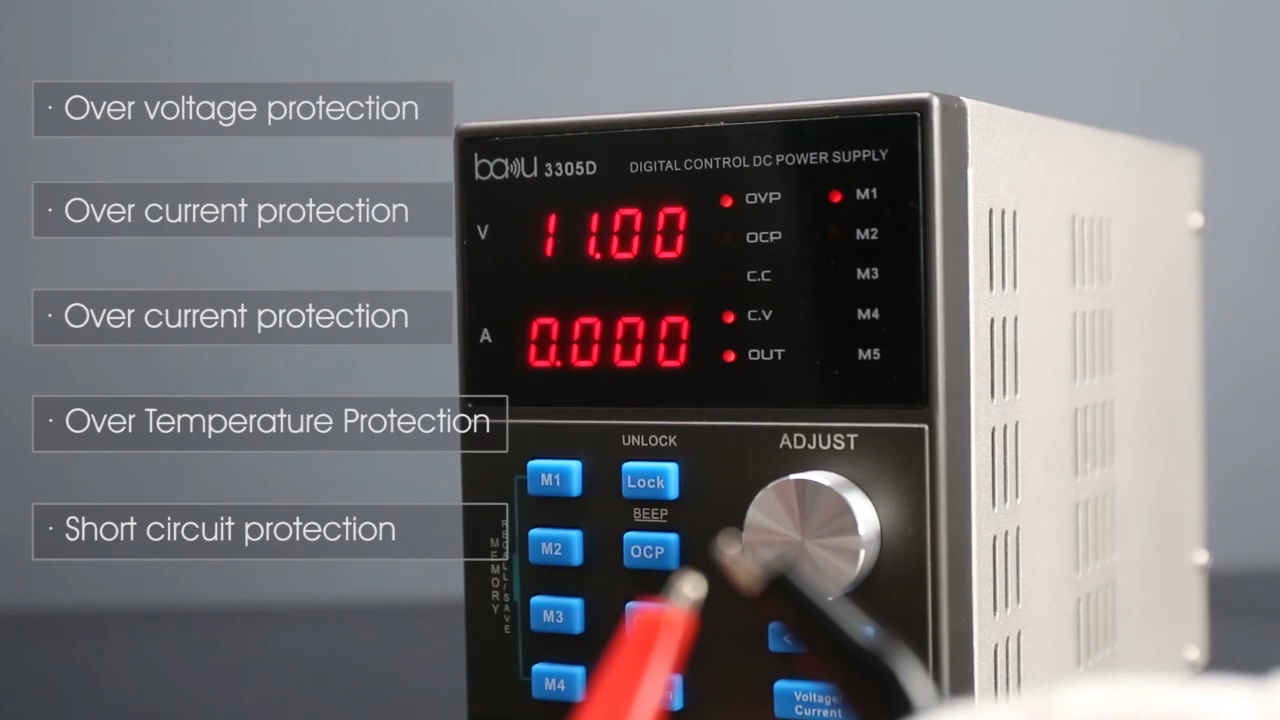 · Over voltage protection
· Over current protection
· Over current protection
· Over Temperature Protection
· Short circuit protection
baku 3305D DIGITAL CONTROL DC POWER SUPPLY
V 11.00
A 0.000
OVP M1
OCP M2
C.C M3
C.V M4
OUT M5
UNLOCK
ADJUST
M1 Lock
BEEP
M2 OCP
M3
M4
MEMORY
RECALL/SAVE
<
Voltage
Current